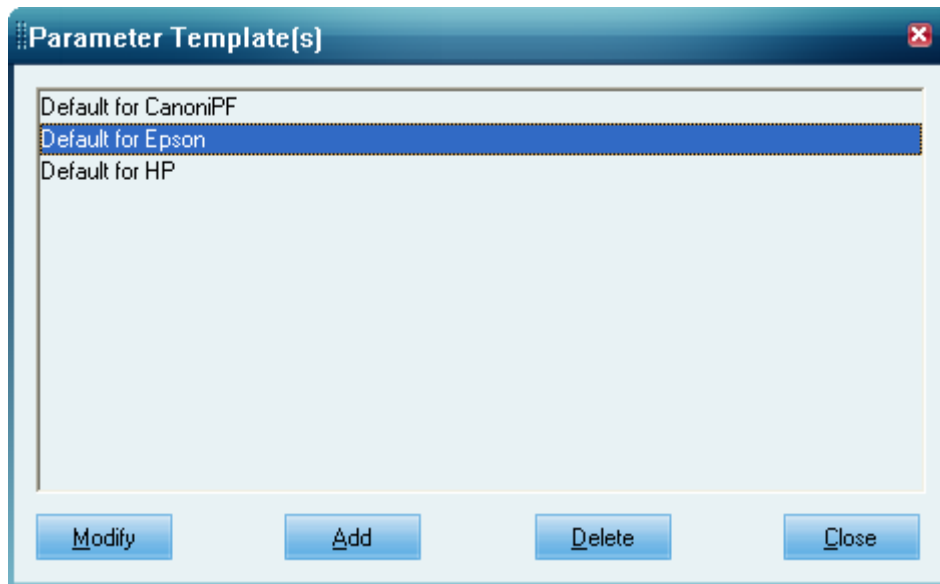 Parameter Template(s)
Default for CanoniPF
Default for Epson
Default for HP
Modify Add Delete Close